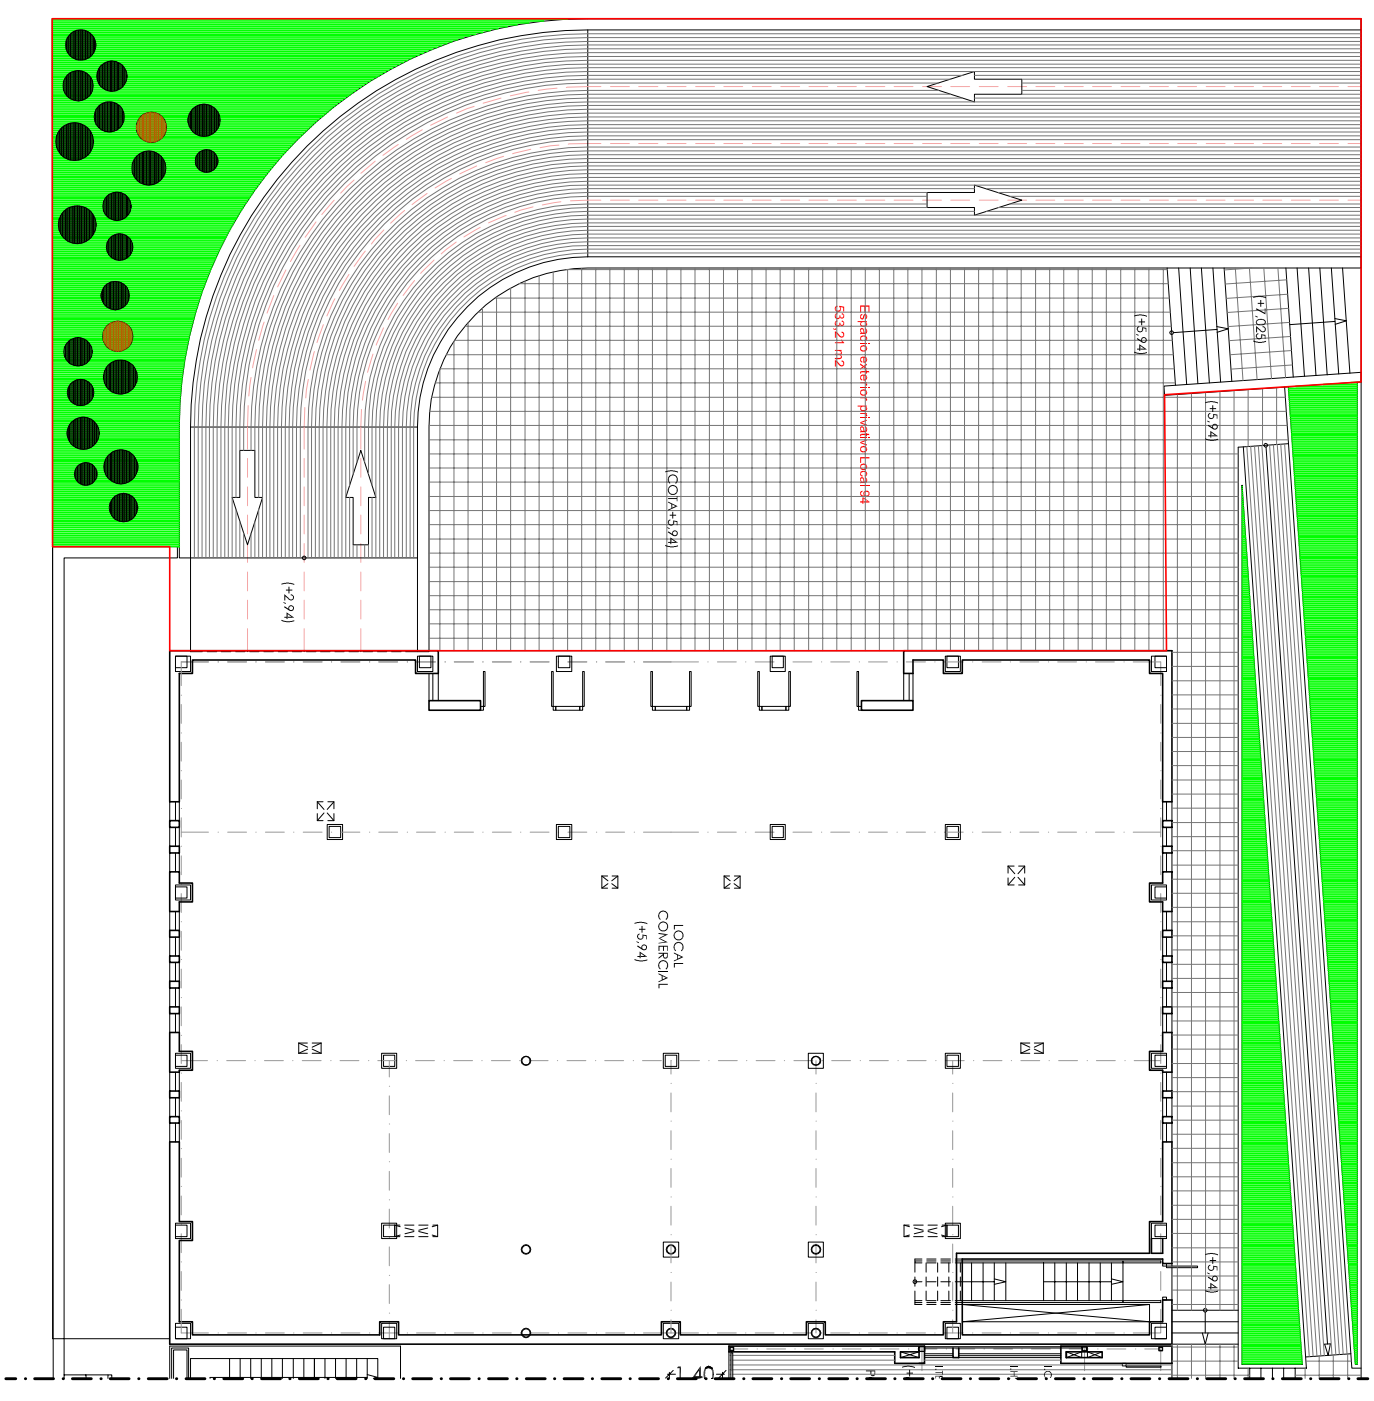 (+7,025)
(+5,94)
Espacio exterior privativo Local 94
533,21 m2
(+5,94)
(COTA+5,94)
(+2,94)
LOCAL
COMERCIAL
(+5,94)
(+5,94)
1.40